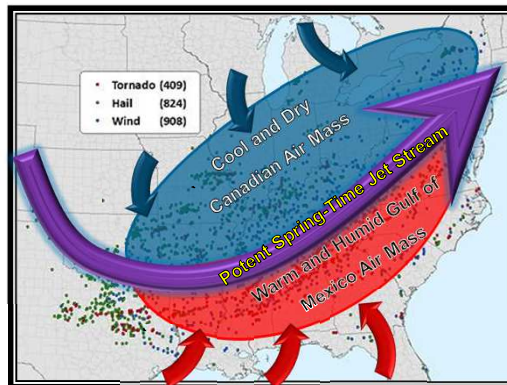 Tornado (409)
Hail (824)
Wind (908)
Cool and Dry
Canadian Air Mass
Potent Spring-Time Jet Stream
Warm and Humid Gulf of
Mexico Air Mass